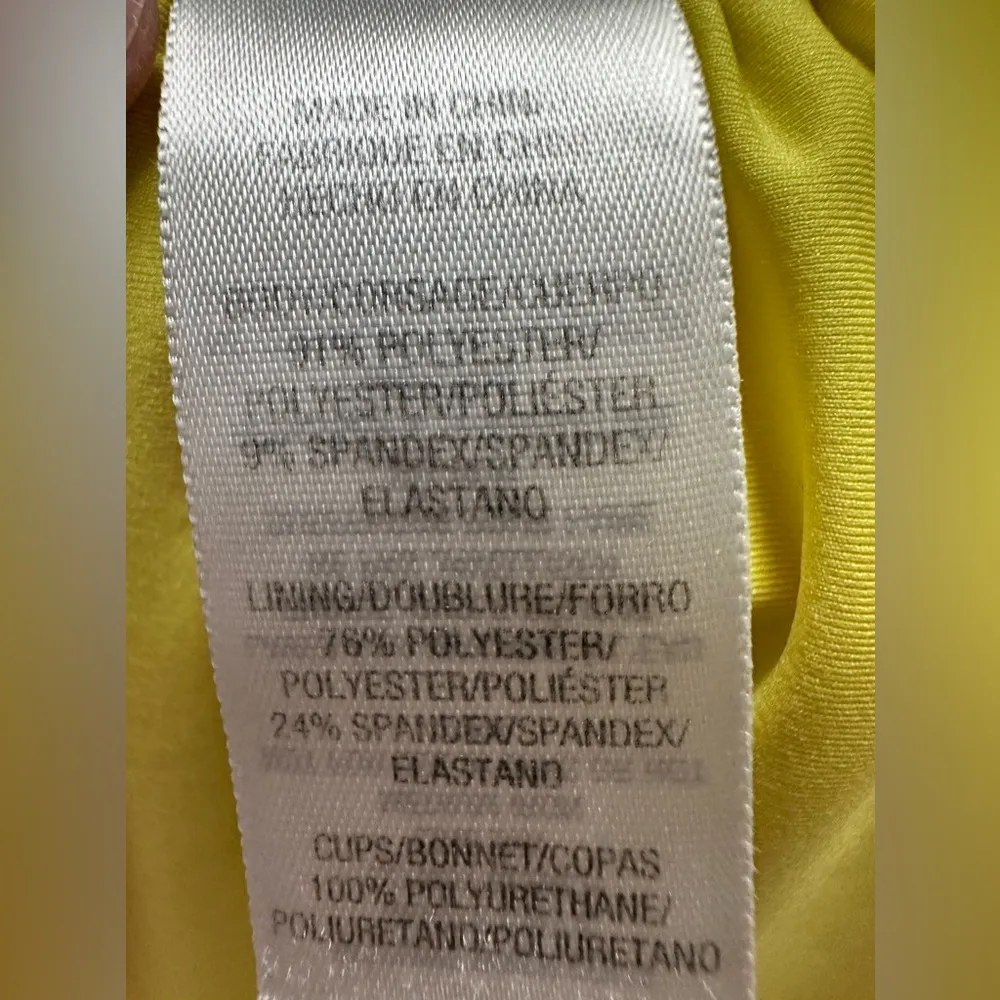 MADE IN CHINA
FABRIQUE EN CHINE
HECHO EN CHINA
BODY/CORSAGE/CUERPO
91% POLYESTER/
POLYESTER/POLIÉSTER
9% SPANDEX/SPANDEX/
ELASTANO
LINING/DOUBLURE/FORRO
76% POLYESTER/
POLYESTER/POLIÉSTER
24% SPANDEX/SPANDEX/
ELASTANO
CUPS/BONNET/COPAS
100% POLYURETHANE/
POLIURETANO/POLIURETANO